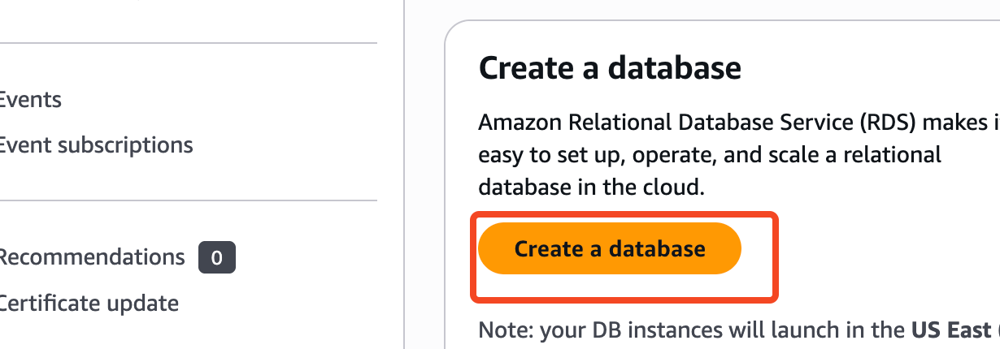 Events
Event subscriptions
Recommendations 0
Certificate update
Create a database
Amazon Relational Database Service (RDS) makes i
easy to set up, operate, and scale a relational
database in the cloud.
Create a database
Note: your DB instances will launch in the US East (